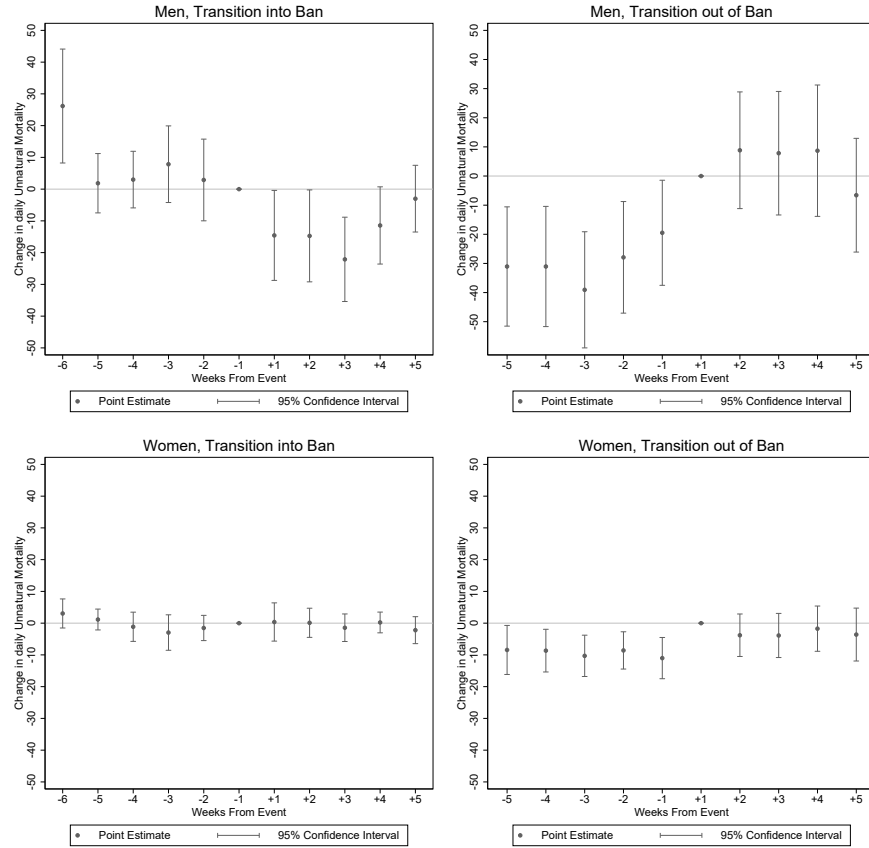 Men, Transition into Ban
Change in daily Unnatural Mortality
50
40
30
20
10
0
-10
-20
-30
-40
-50
-6 -5 -4 -3 -2 -1 +1 +2 +3 +4 +5
Weeks From Event
Point Estimate 95% Confidence Interval
Men, Transition out of Ban
Change in daily Unnatural Mortality
50
40
30
20
10
0
-10
-20
-30
-40
-50
-5 -4 -3 -2 -1 +1 +2 +3 +4 +5
Weeks From Event
Point Estimate 95% Confidence Interval
Women, Transition into Ban
Change in daily Unnatural Mortality
50
40
30
20
10
0
-10
-20
-30
-40
-50
-6 -5 -4 -3 -2 -1 +1 +2 +3 +4 +5
Weeks From Event
Point Estimate 95% Confidence Interval
Women, Transition out of Ban
Change in daily Unnatural Mortality
50
40
30
20
10
0
-10
-20
-30
-40
-50
-5 -4 -3 -2 -1 +1 +2 +3 +4 +5
Weeks From Event
Point Estimate 95% Confidence Interval